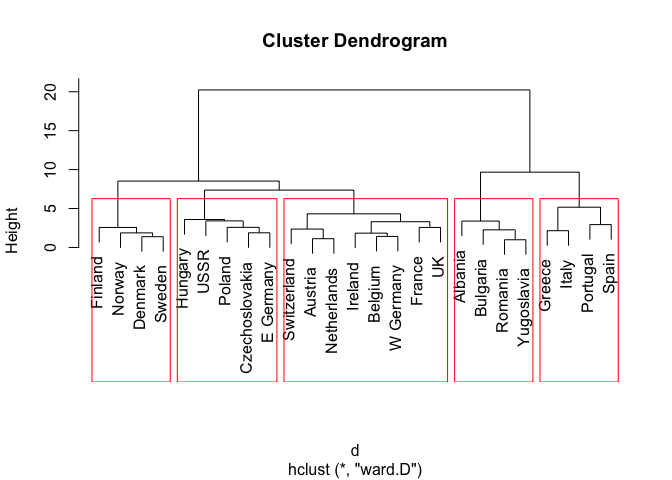 Cluster Dendrogram
Height
20
15
10
5
0
Finland
Norway
Denmark
Sweden
Hungary
USSR
Poland
Czechoslovakia
E Germany
Switzerland
Austria
Netherlands
Ireland
Belgium
W Germany
France
UK
Albania
Bulgaria
Romania
Yugoslavia
Greece
Italy
Portugal
Spain
d
hclust (*, "ward.D")